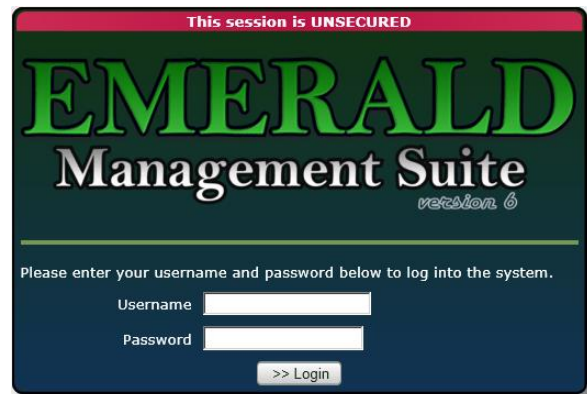 This session is UNSECURED
EMERALD
Management Suite
version 6
Please enter your username and password below to log into the system.
Username
Password
>> Login